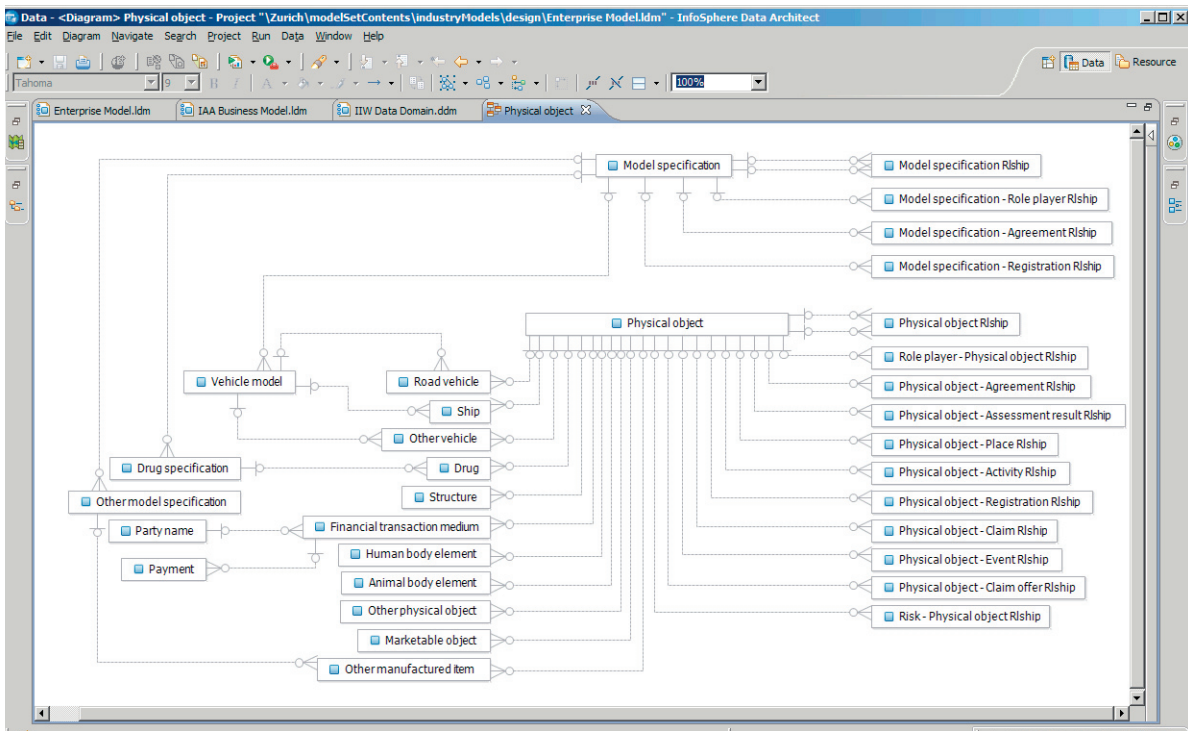 Data - <Diagram> Physical object - Project "\Zurich\modelSetContents\industryModels\design\Enterprise Model.ldm" - InfoSphere Data Architect
File Edit Diagram Navigate Search Project Run Data Window Help
Tahoma 9 B I A 100% Data Resource
Enterprise Model.ldm IAA Business Model.ldm IIW Data Domain.ddm Physical object
Model specification
Model specification Rlship
Model specification - Role player Rlship
Model specification - Agreement Rlship
Model specification - Registration Rlship
Physical object
Physical object Rlship
Role player - Physical object Rlship
Vehicle model
Road vehicle
Physical object - Agreement Rlship
Ship
Physical object - Assessment result Rlship
Other vehicle
Physical object - Place Rlship
Drug specification
Drug
Physical object - Activity Rlship
Other model specification
Structure
Physical object - Registration Rlship
Party name
Financial transaction medium
Physical object - Claim Rlship
Human body element
Physical object - Event Rlship
Payment
Animal body element
Physical object - Claim offer Rlship
Other physical object
Risk - Physical object Rlship
Marketable object
Other manufactured item